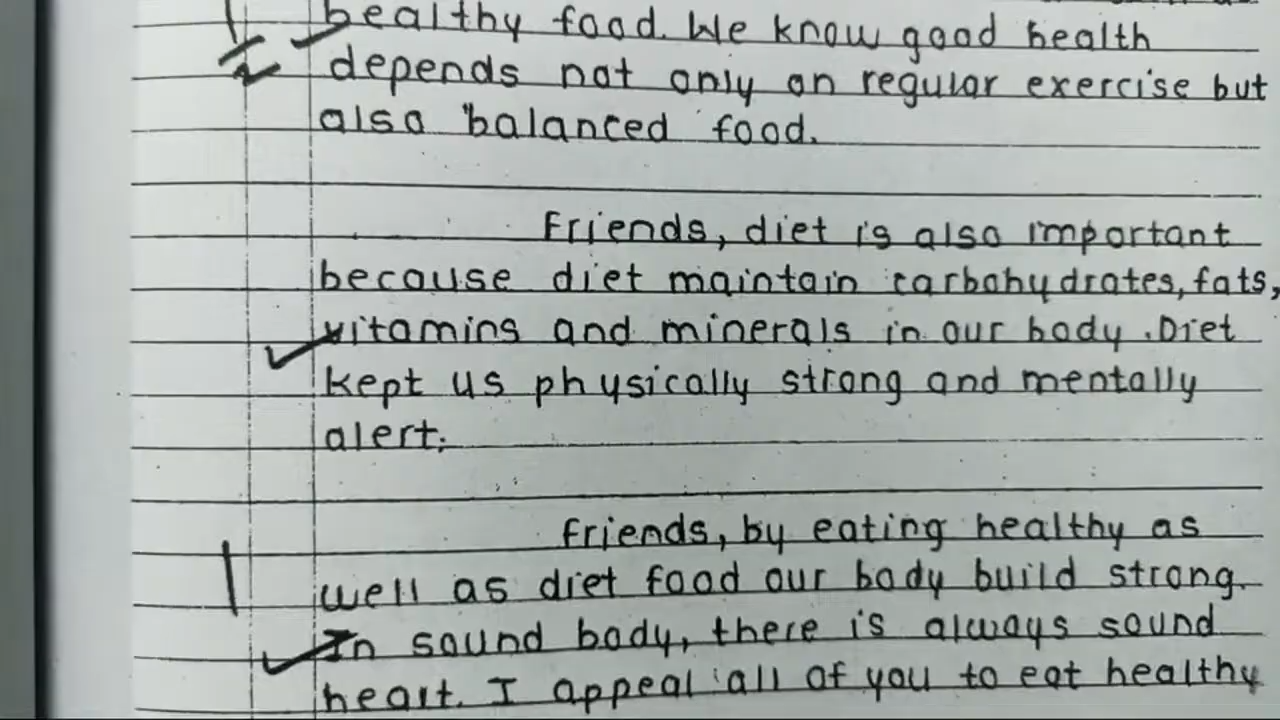 healthy food. We know good health
depends not only on regular exercise but
also balanced food.
Friends, diet is also important
because diet maintain carbohydrates, fats,
vitamins and minerals in our body. Diet
kept us physically strong and mentally
alert.
Friends, by eating healthy as
well as diet food our body build strong.
In sound body, there is always sound
heart. I appeal all of you to eat healthy